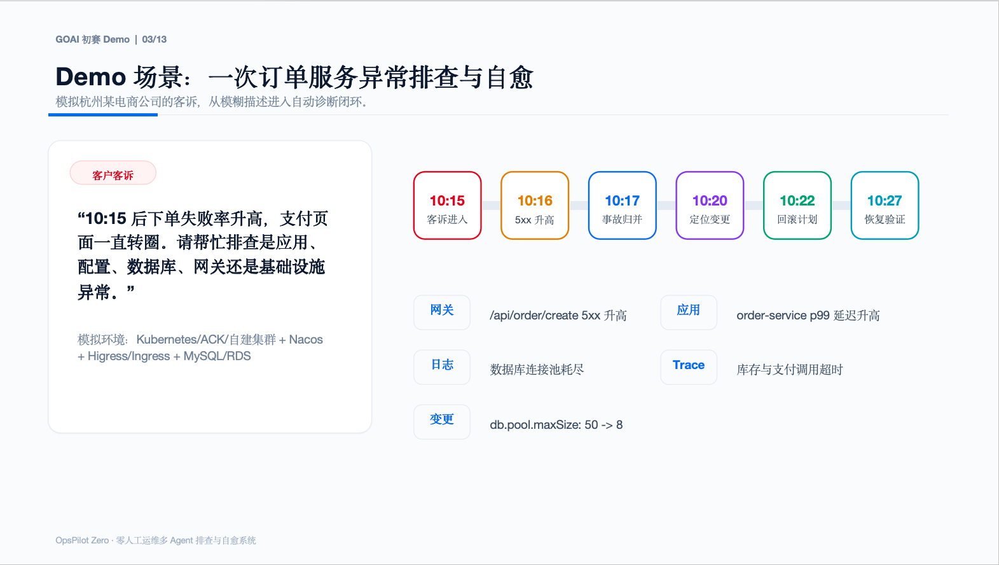 GOAI 初赛 Demo | 03/13
Demo 场景：一次订单服务异常排查与自愈
模拟杭州某电商公司的客诉，从模糊描述进入自动诊断闭环。
客户客诉
“10:15 后下单失败率升高，支付页
面一直转圈。请帮忙排查是应用、
配置、数据库、网关还是基础设施
异常。”
模拟环境：Kubernetes/ACK/自建集群 + Nacos
+ Higress/Ingress + MySQL/RDS
10:15
客诉进入
10:16
5xx 升高
10:17
事故归并
10:20
定位变更
10:22
回滚计划
10:27
恢复验证
网关
/api/order/create 5xx 升高
应用
order-service p99 延迟升高
日志
数据库连接池耗尽
Trace
库存与支付调用超时
变更
db.pool.maxSize: 50 -> 8
OpsPilot Zero · 零人工运维多 Agent 排查与自愈系统